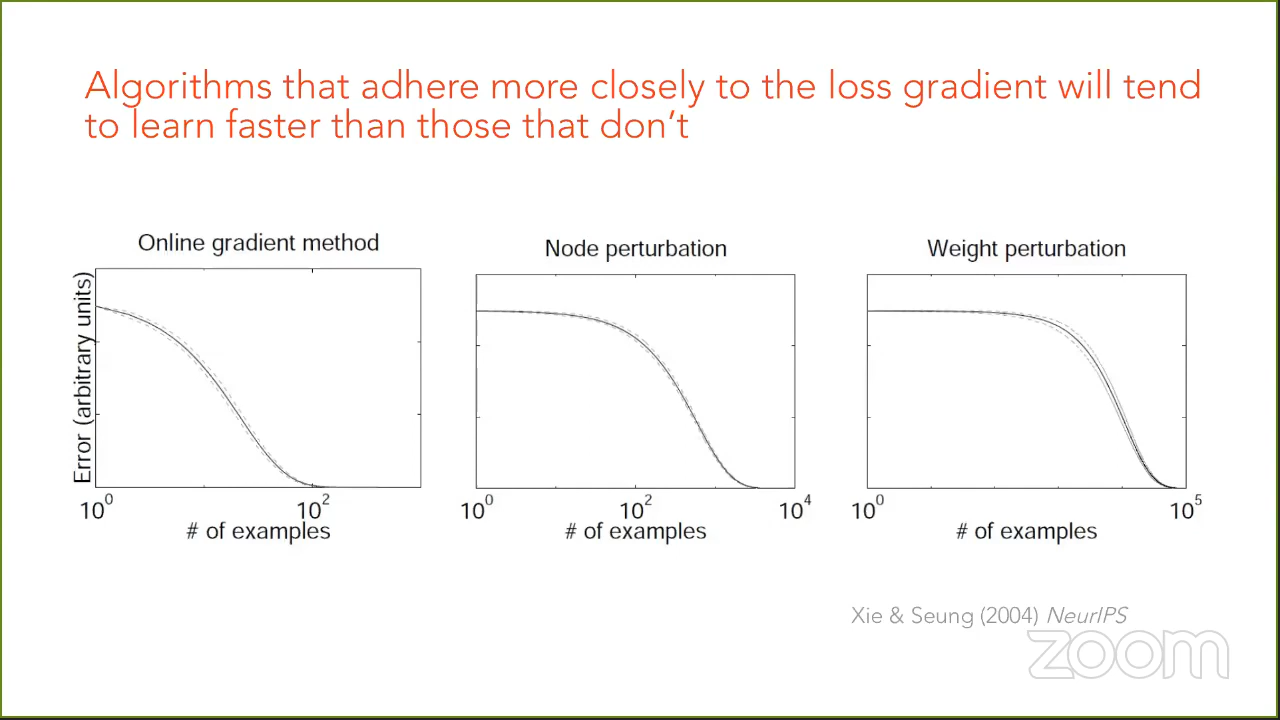 Algorithms that adhere more closely to the loss gradient will tend
to learn faster than those that don't
Online gradient method
Error (arbitrary units)
10^0
10^2
# of examples
Node perturbation
10^0
10^2
10^4
# of examples
Weight perturbation
10^0
10^5
# of examples
Xie & Seung (2004) NeurIPS
zoom